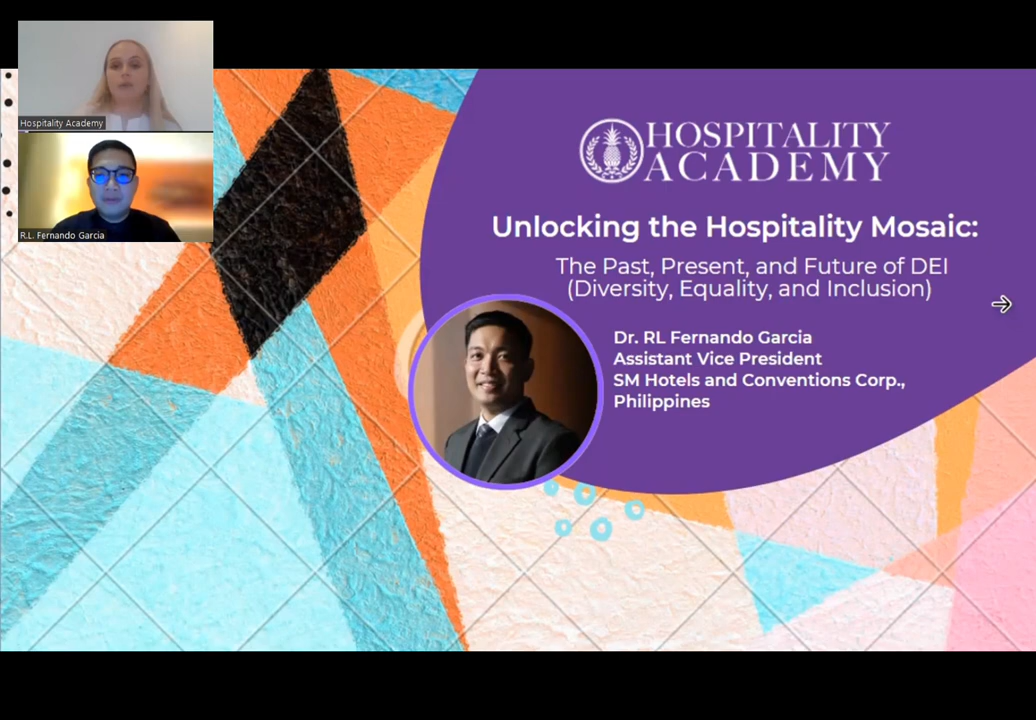 Hospitality Academy
R.L. Fernando Garcia
HOSPITALITY
ACADEMY
Unlocking the Hospitality Mosaic:
The Past, Present, and Future of DEI
(Diversity, Equality, and Inclusion)
Dr. RL Fernando Garcia
Assistant Vice President
SM Hotels and Conventions Corp.,
Philippines